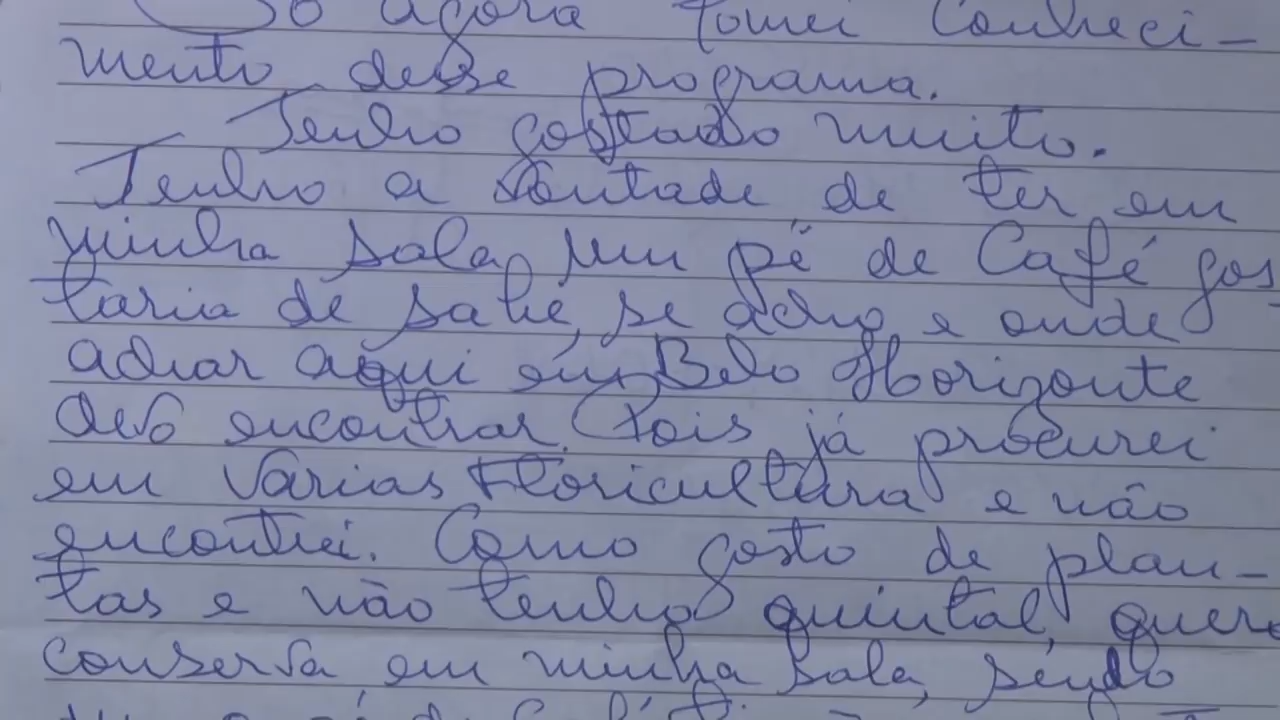 Só agora tomei conheci-
mento desse programa.
Tenho gostado muito.
Tenho a vontade de ter em
minha sala, um pé de Café gos
taria de sabe, se acho e onde
achar aqui em Belo Horizonte
devo encontrar. Pois já procurei
em várias Floricultura e não
encontrei. Como gosto de plan-
tas e não tenho quintal, quero
conserva em minha sala, sendo